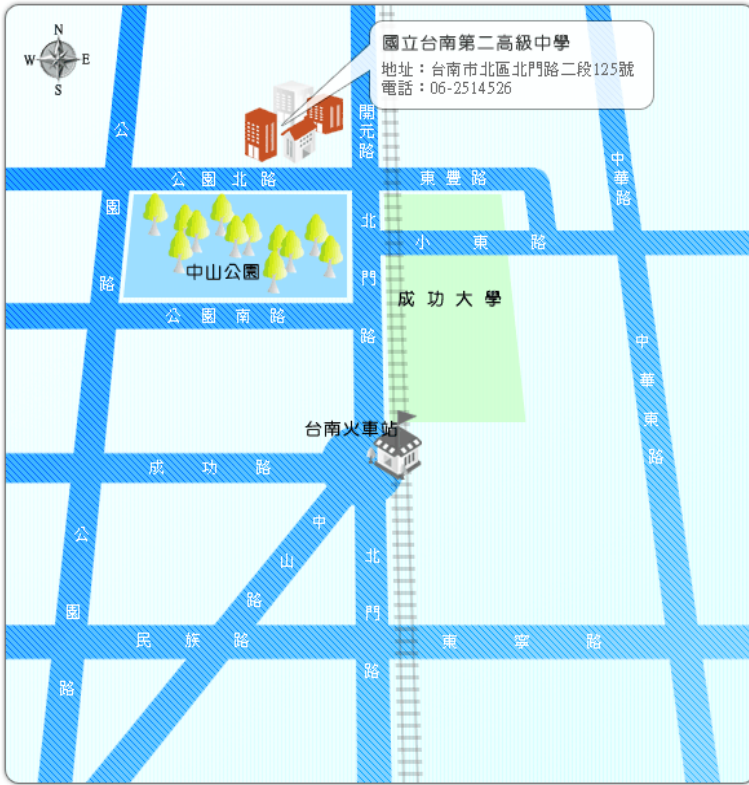 N
W E
S
國立台南第二高級中學
地址：台南市北區北門路二段125號
電話：06-2514526
開元路
公園路
公園北路
東豐路
中華路
北門路
小東路
中山公園
成功大學
公園南路
中華東路
台南火車站
成功路
中山路
公園路
北門路
民族路
東寧路